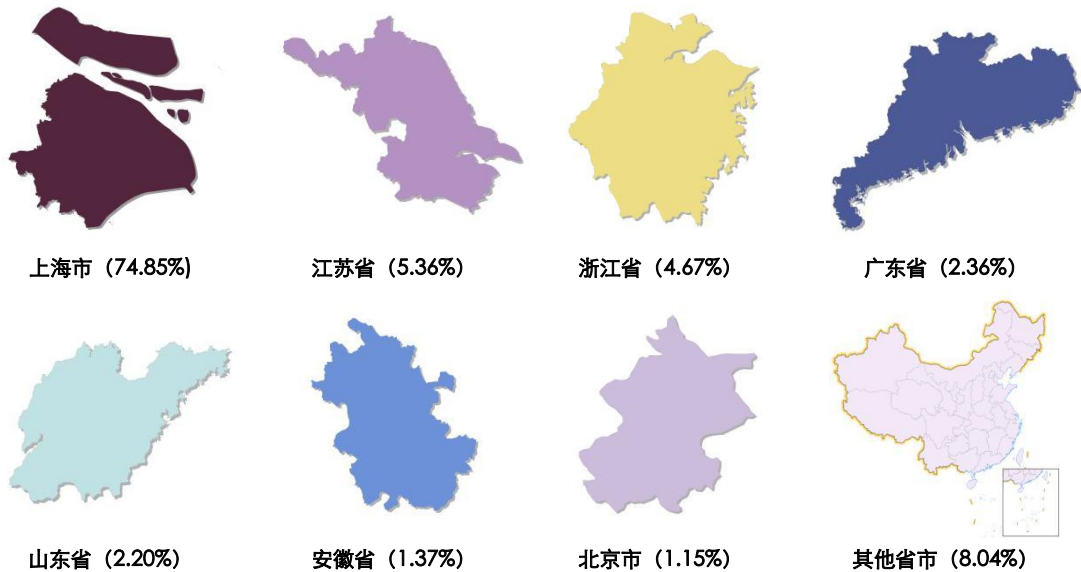 上海市（74.85%)
江苏省（5.36%）
浙江省（4.67%）
广东省（2.36%）
山东省（2.20%）
安徽省（1.37%）
北京市（1.15%）
其他省市（8.04%）